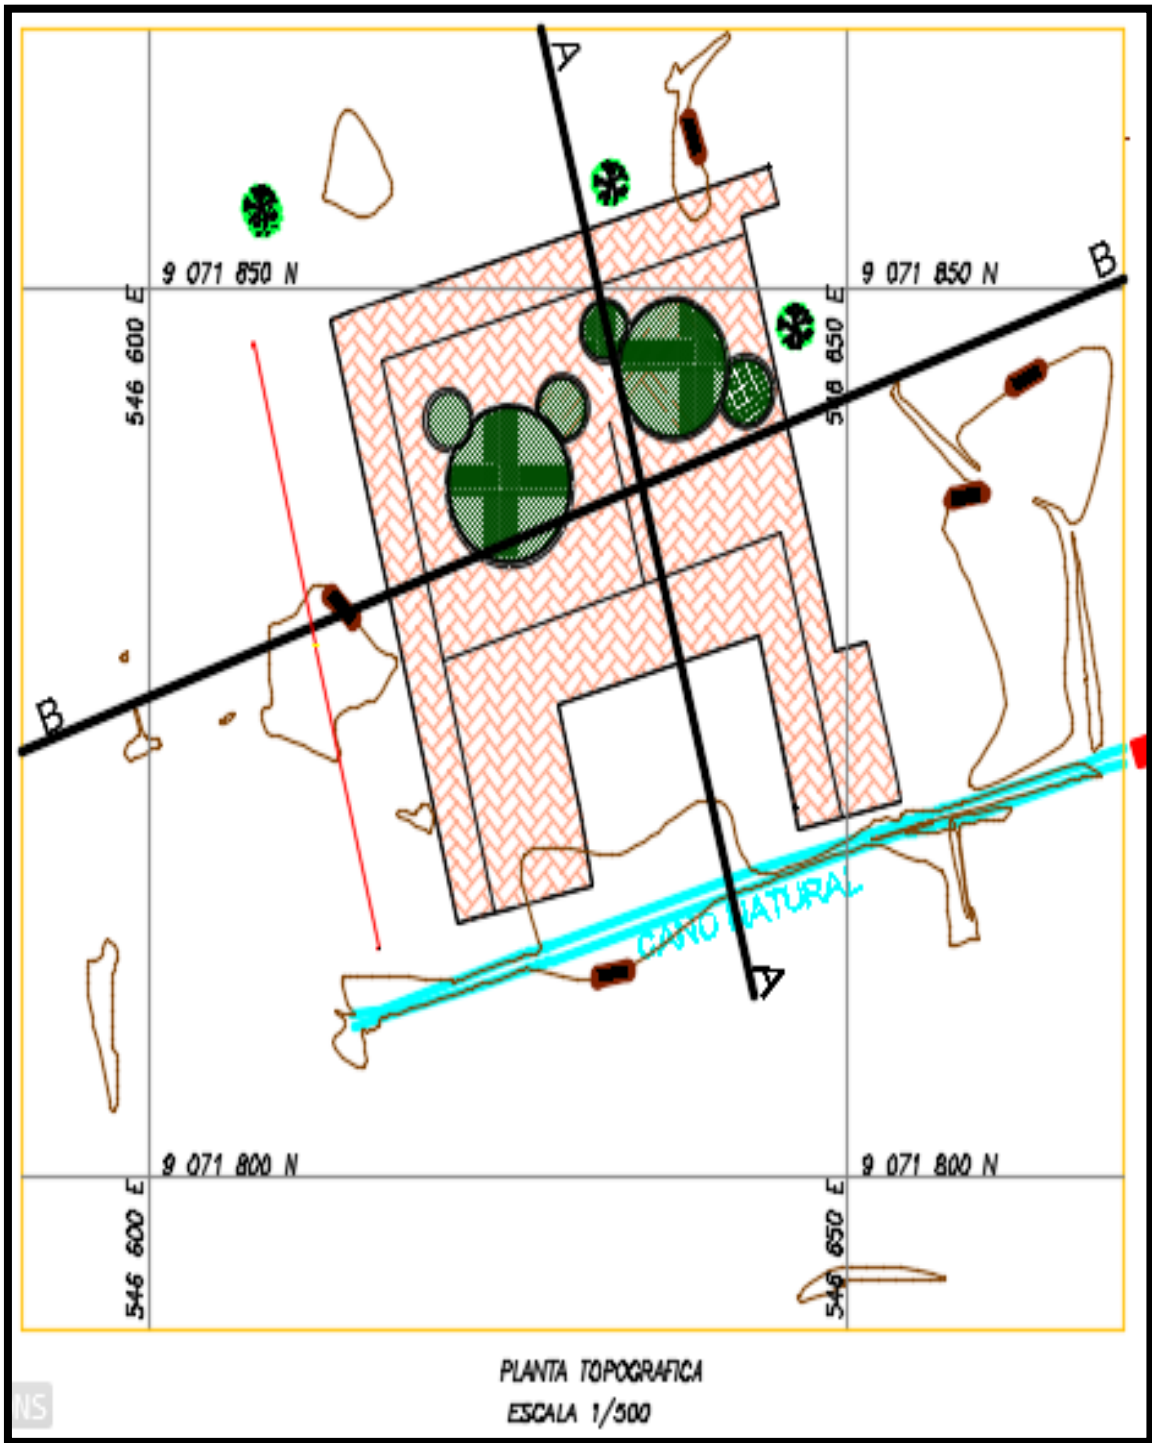 A
B
9 071 850 N
9 071 850 N
546 600 E
546 650 E
B
CAÑO NATURAL
A
9 071 800 N
9 071 800 N
546 600 E
546 650 E
PLANTA TOPOGRAFICA
ESCALA 1/500
NS